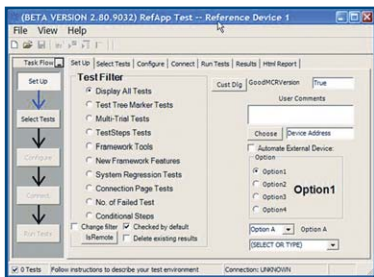 (BETA VERSION 2.80.9032) RefApp Test -- Reference Device 1
File View Help
Task Flow
Set Up
Select Tests
Configure
Connect
Run Tests
Set Up Select Tests Configure Connect Run Tests Results Html Report
Test Filter
Display All Tests
Test Tree Marker Tests
Multi-Trial Tests
TestSteps Tests
Framework Tools
New Framework Features
System Regression Tests
Connection Page Tests
No. of Failed Test
Conditional Steps
Change filter Checked by default
IsRemote Delete existing results
Cust Dlg GoodMCRVersion True
User Comments
Choose Device Address
Automate External Device:
Option
Option1
Option2
Option3
Option4
Option1
Option A Option A
(SELECT OR TYPE)
0 Tests Follow instructions to describe your test environment Connection: UNKNOWN